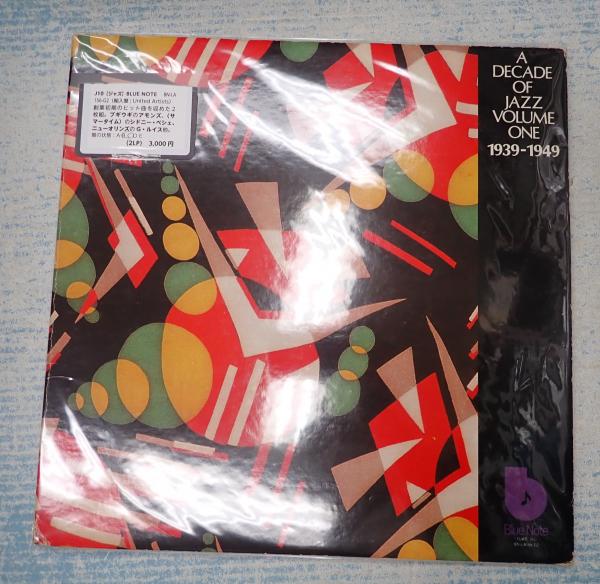 J10 [ジャズ] BLUE NOTE BN-LA
158-G2 (輸入盤 : United Artists)
創業初期のヒット曲を収めた2
枚組。ブギウギのアモンズ、《サ
マータイム》のシドニー・ベシェ、
ニューオリンズのG・ルイス他。
盤の状態 : A B C D E
(2LP) 3,000円
A
DECADE
OF
JAZZ
VOLUME
ONE
1939-1949
b
Blue Note